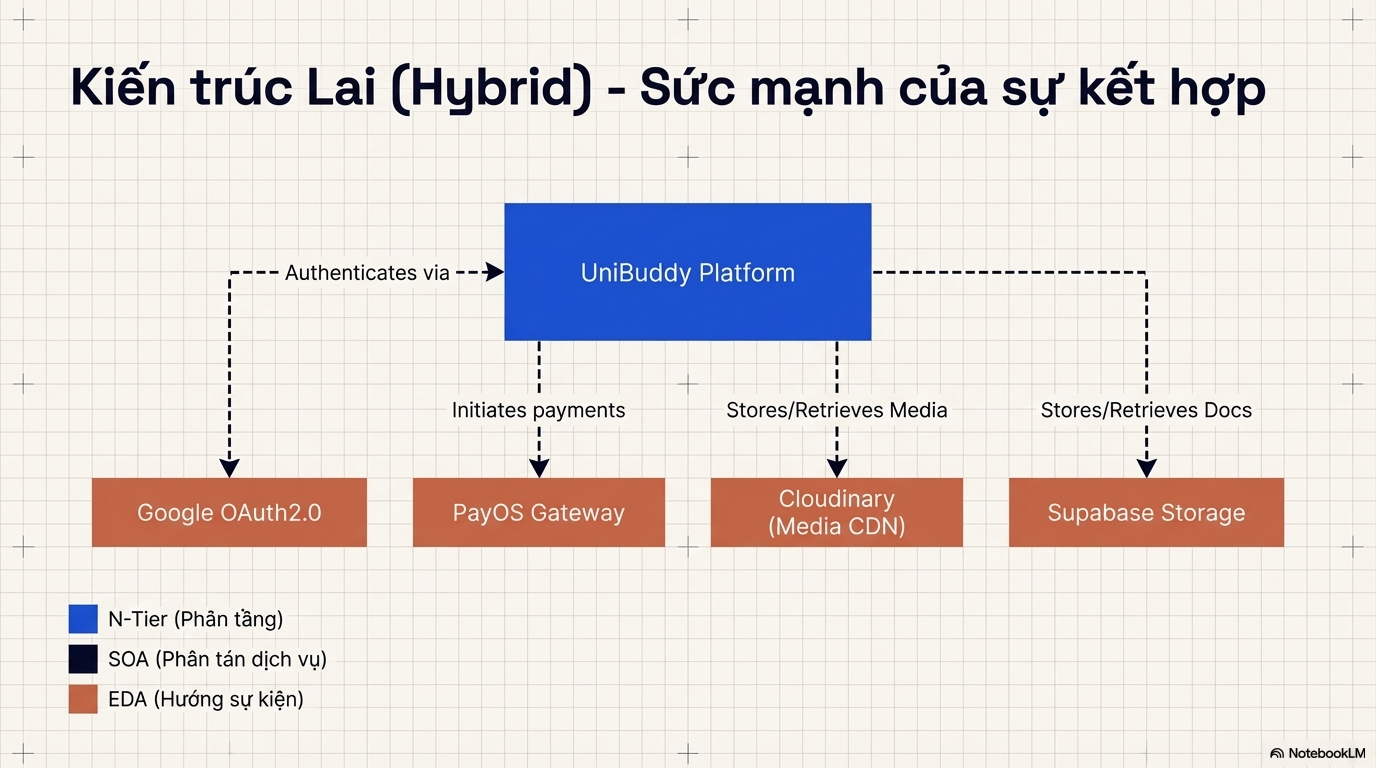 Kiến trúc Lai (Hybrid) - Sức mạnh của sự kết hợp
UniBuddy Platform
Authenticates via
Initiates payments
Stores/Retrieves Media
Stores/Retrieves Docs
Google OAuth2.0
PayOS Gateway
Cloudinary
(Media CDN)
Supabase Storage
N-Tier (Phân tầng)
SOA (Phân tán dịch vụ)
EDA (Hướng sự kiện)
NotebookLM